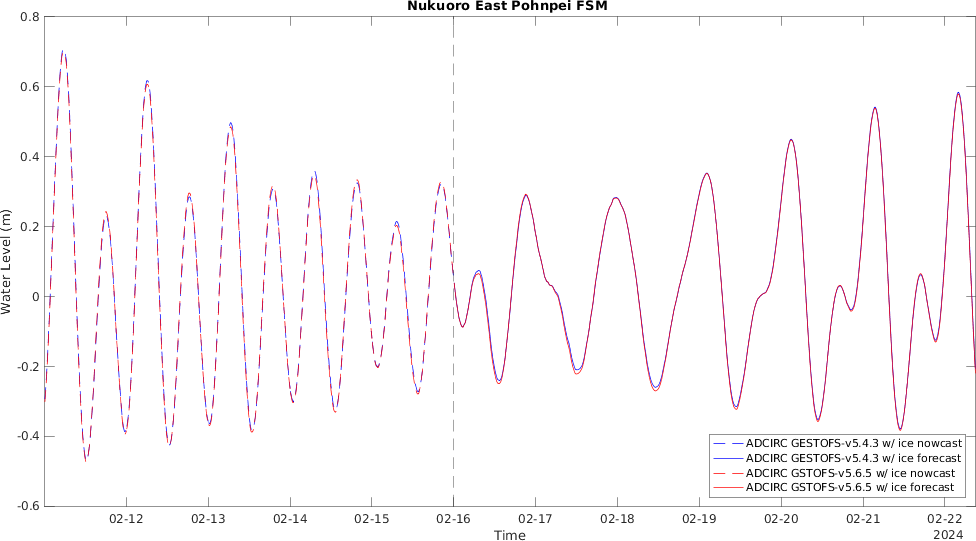 Nukuoro East Pohnpei FSM
Water Level (m)
0.8
0.6
0.4
0.2
0
-0.2
-0.4
-0.6
ADCIRC GESTOFS-v5.4.3 w/ ice nowcast
ADCIRC GESTOFS-v5.4.3 w/ ice forecast
ADCIRC GSTOFS-v5.6.5 w/ ice nowcast
ADCIRC GSTOFS-v5.6.5 w/ ice forecast
02-12 02-13 02-14 02-15 02-16 02-17 02-18 02-19 02-20 02-21 02-22
Time 2024